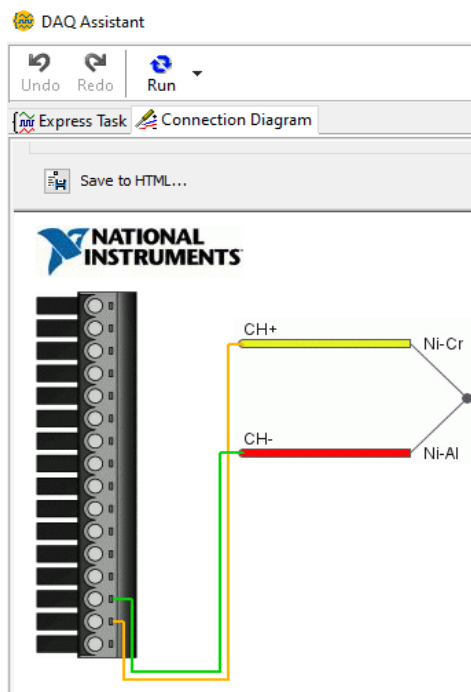 DAQ Assistant
Undo Redo Run
Express Task Connection Diagram
Save to HTML...
NATIONAL
INSTRUMENTS
CH+
Ni-Cr
CH-
Ni-Al